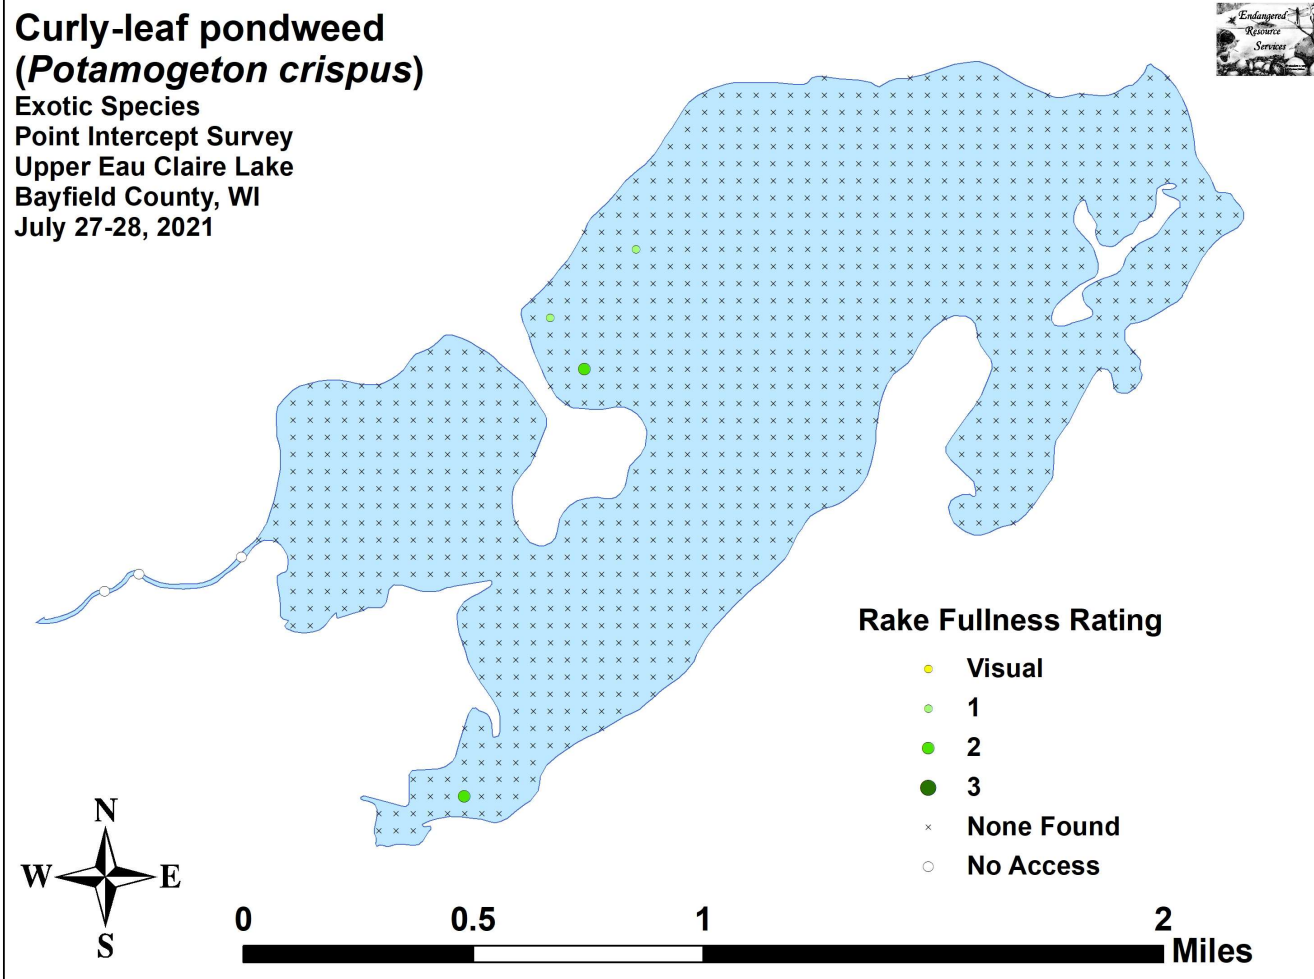 Curly-leaf pondweed
(Potamogeton crispus)
Exotic Species
Point Intercept Survey
Upper Eau Claire Lake
Bayfield County, WI
July 27-28, 2021
Endangered
Resource
Services
Rake Fullness Rating
Visual
1
2
3
None Found
No Access
N
W E
S
0 0.5 1 2
Miles